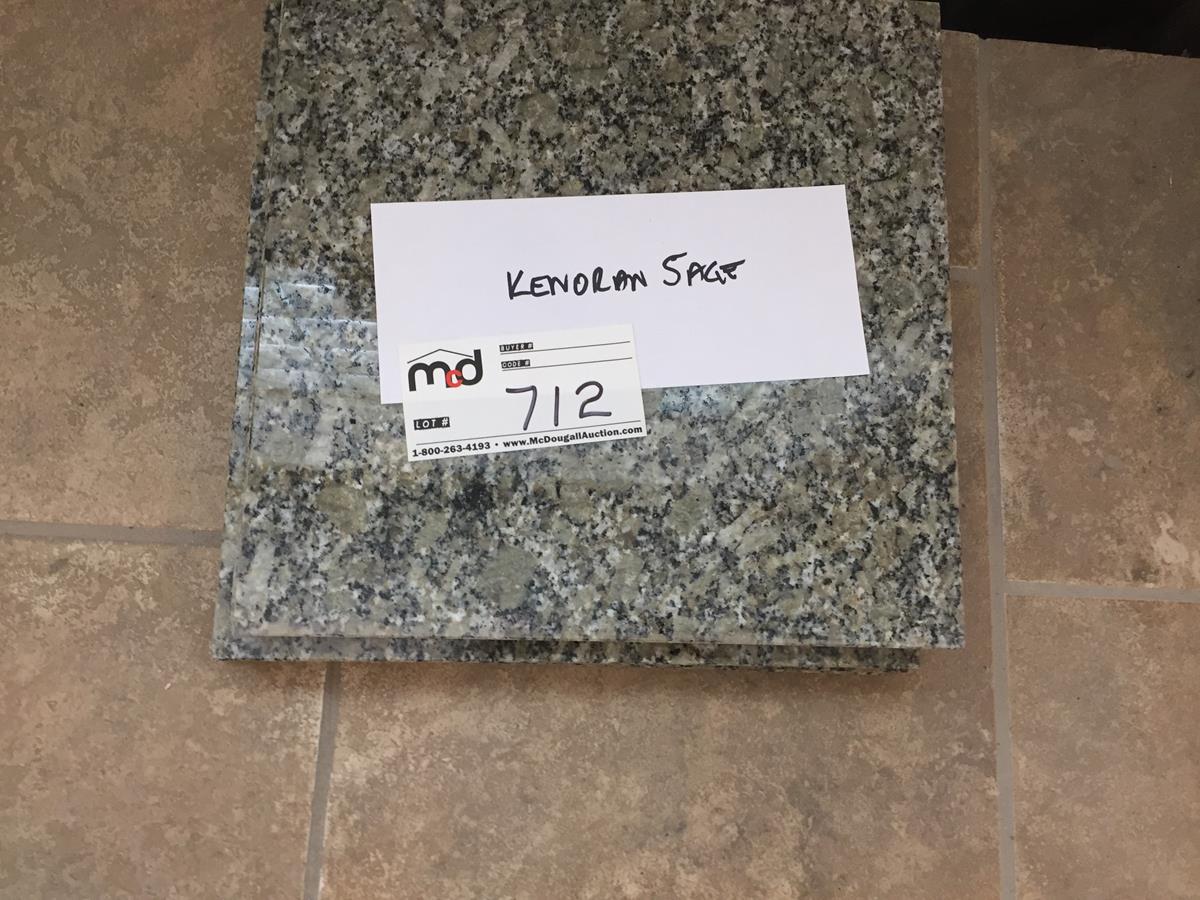 KENORAN SAGE
mcd
BUYER #
CODE #
LOT # 712
1-800-263-4193 • www.McDougallAuction.com